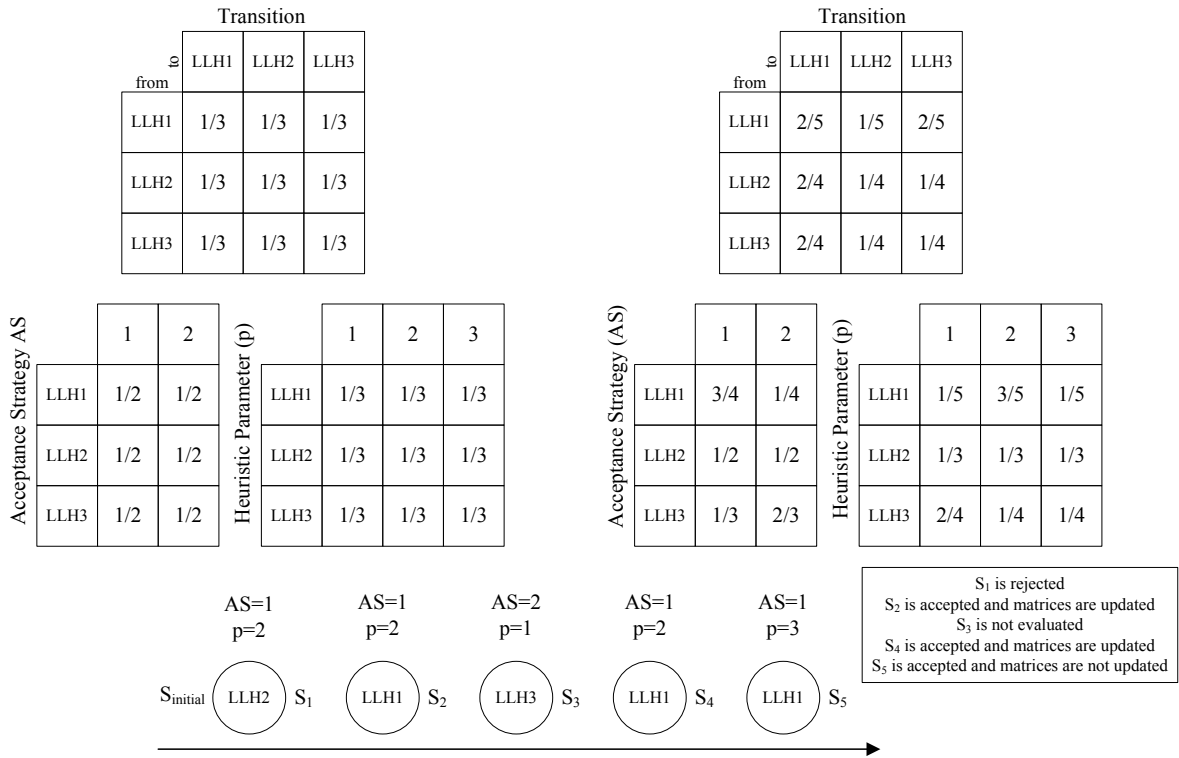 Transition
to LLH1 LLH2 LLH3
from
LLH1 1/3 1/3 1/3
LLH2 1/3 1/3 1/3
LLH3 1/3 1/3 1/3
Transition
to LLH1 LLH2 LLH3
from
LLH1 2/5 1/5 2/5
LLH2 2/4 1/4 1/4
LLH3 2/4 1/4 1/4
Acceptance Strategy AS
1 2
LLH1 1/2 1/2
LLH2 1/2 1/2
LLH3 1/2 1/2
Heuristic Parameter (p)
1 2 3
LLH1 1/3 1/3 1/3
LLH2 1/3 1/3 1/3
LLH3 1/3 1/3 1/3
Acceptance Strategy (AS)
1 2
LLH1 3/4 1/4
LLH2 1/2 1/2
LLH3 1/3 2/3
Heuristic Parameter (p)
1 2 3
LLH1 1/5 3/5 1/5
LLH2 1/3 1/3 1/3
LLH3 2/4 1/4 1/4
AS=1 AS=1 AS=2 AS=1 AS=1
p=2 p=2 p=1 p=2 p=3
Sinitial LLH2 S1 LLH1 S2 LLH3 S3 LLH1 S4 LLH1 S5
S1 is rejected
S2 is accepted and matrices are updated
S3 is not evaluated
S4 is accepted and matrices are updated
S5 is accepted and matrices are not updated